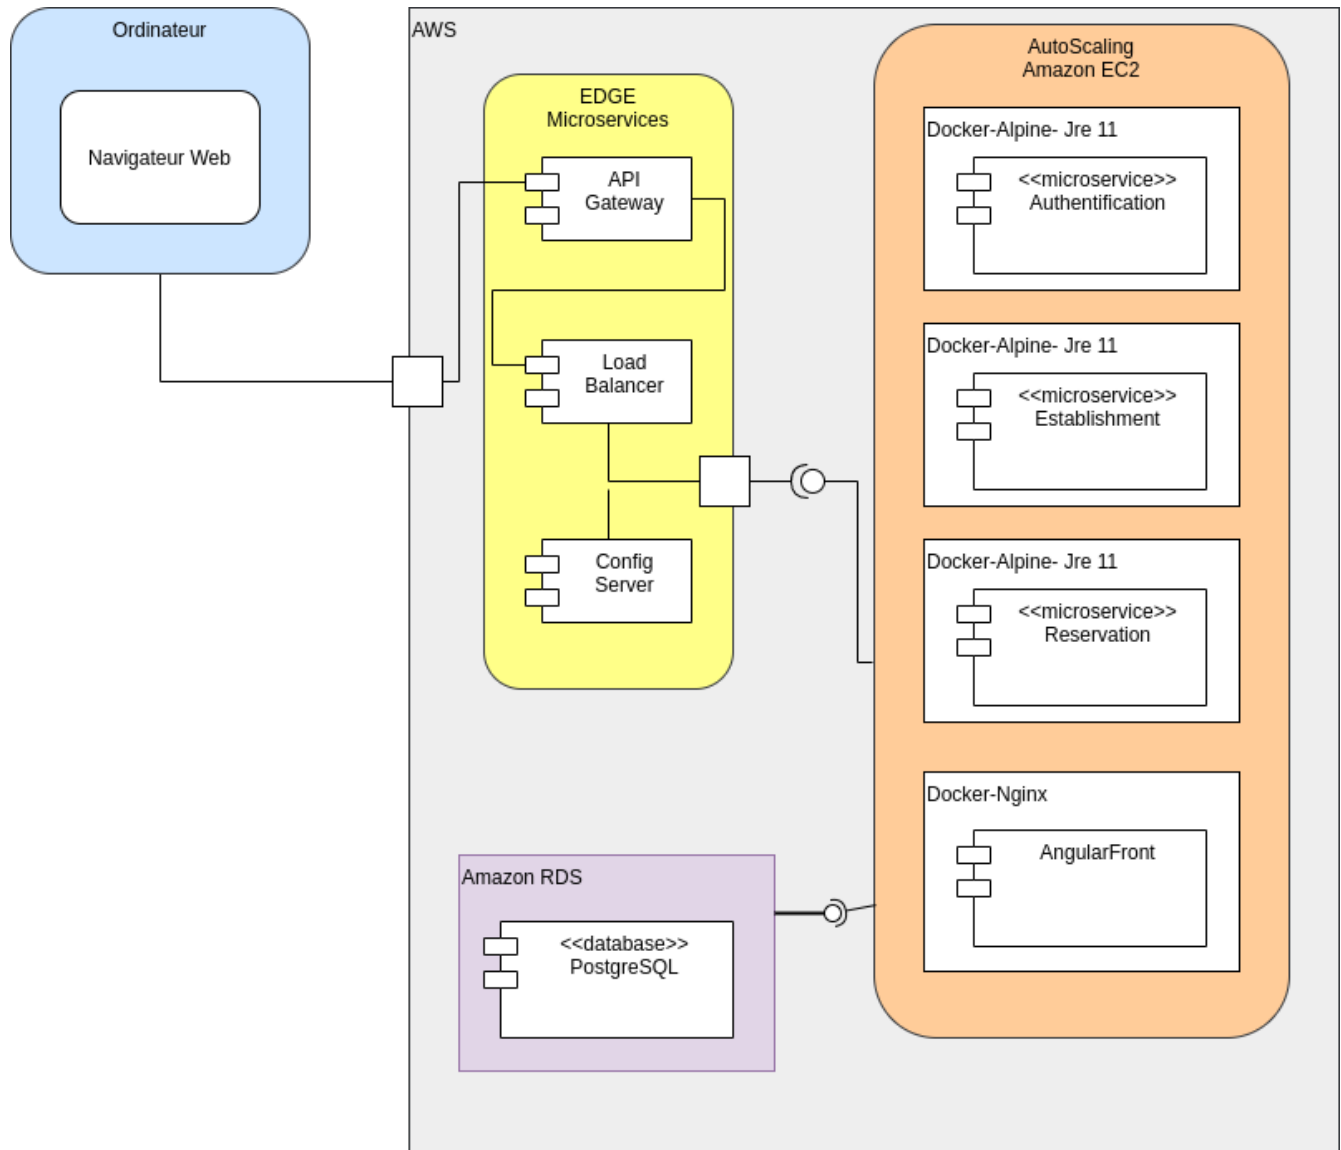 Ordinateur
Navigateur Web
AWS
EDGE
Microservices
API
Gateway
Load
Balancer
Config
Server
AutoScaling
Amazon EC2
Docker-Alpine- Jre 11
<<microservice>>
Authentification
Docker-Alpine- Jre 11
<<microservice>>
Establishment
Docker-Alpine- Jre 11
<<microservice>>
Reservation
Docker-Nginx
AngularFront
Amazon RDS
<<database>>
PostgreSQL